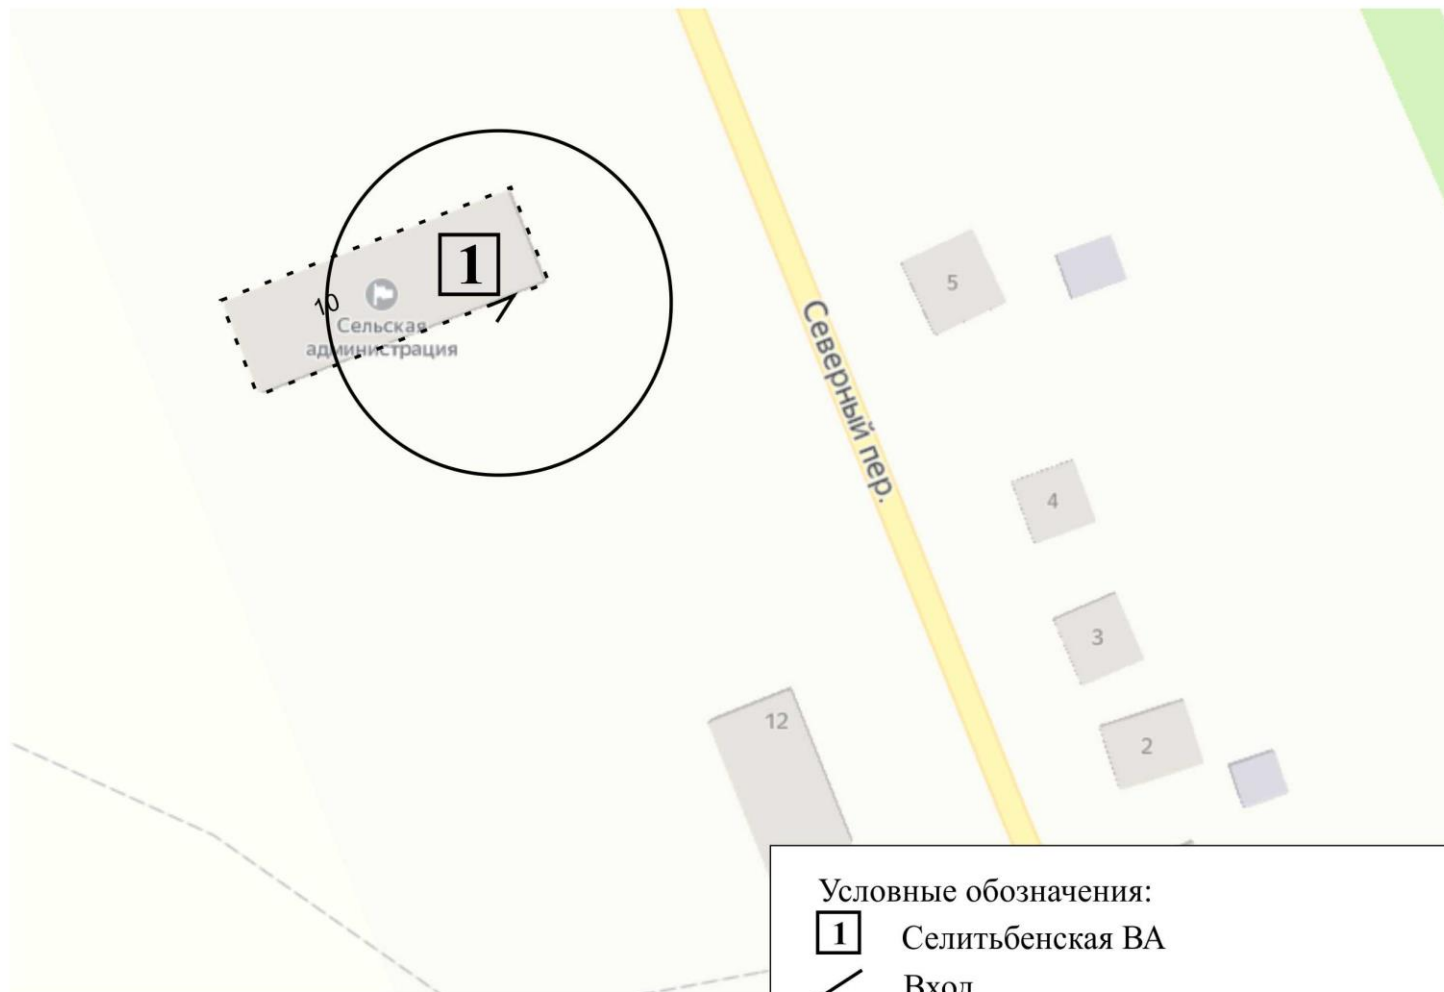 1
10
Сельская
администрация
Северный пер.
5
4
3
2
12
Условные обозначения:
1 Селитьбенская ВА
Вход